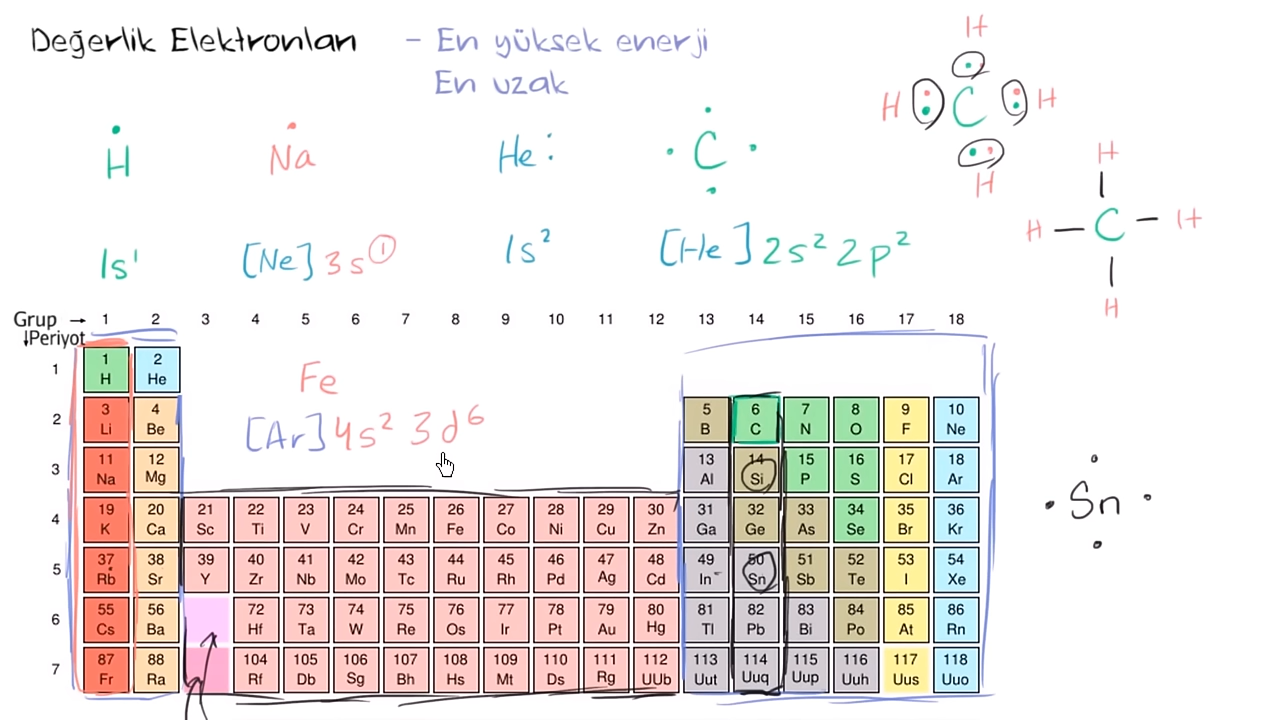 Değerlik Elektronları - En yüksek enerji
En uzak
H Na He: C
1s¹ [Ne]3s¹ 1s² [He]2s² 2p²
H
H C H
H
H
H — C — H
H
Grup → 1 2 3 4 5 6 7 8 9 10 11 12 13 14 15 16 17 18
↓Periyot
1 1 2
H He
Fe
[Ar]4s² 3d⁶
2 3 4 5 6 7 8 9 10
Li Be B C N O F Ne
3 11 12 13 14 15 16 17 18
Na Mg Al Si P S Cl Ar
Sn
4 19 20 21 22 23 24 25 26 27 28 29 30 31 32 33 34 35 36
K Ca Sc Ti V Cr Mn Fe Co Ni Cu Zn Ga Ge As Se Br Kr
5 37 38 39 40 41 42 43 44 45 46 47 48 49 50 51 52 53 54
Rb Sr Y Zr Nb Mo Tc Ru Rh Pd Ag Cd In Sn Sb Te I Xe
6 55 56 72 73 74 75 76 77 78 79 80 81 82 83 84 85 86
Cs Ba Hf Ta W Re Os Ir Pt Au Hg Tl Pb Bi Po At Rn
7 87 88 104 105 106 107 108 109 110 111 112 113 114 115 116 117 118
Fr Ra Rf Db Sg Bh Hs Mt Ds Rg UUb Uut Uuq Uup Uuh Uus Uuo